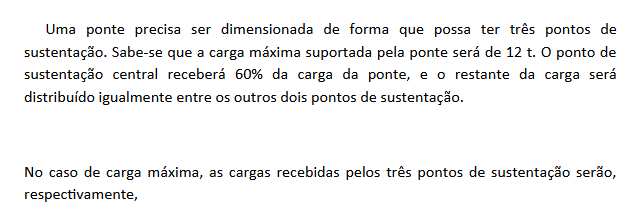 Uma ponte precisa ser dimensionada de forma que possa ter três pontos de
sustentação. Sabe-se que a carga máxima suportada pela ponte será de 12 t. O ponto de
sustentação central receberá 60% da carga da ponte, e o restante da carga será
distribuído igualmente entre os outros dois pontos de sustentação.
No caso de carga máxima, as cargas recebidas pelos três pontos de sustentação serão,
respectivamente,